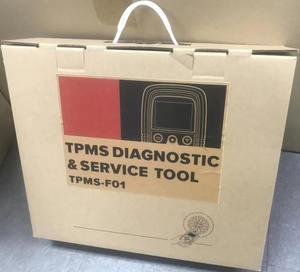 TPMS DIAGNOSTIC
& SERVICE TOOL
TPMS-F01